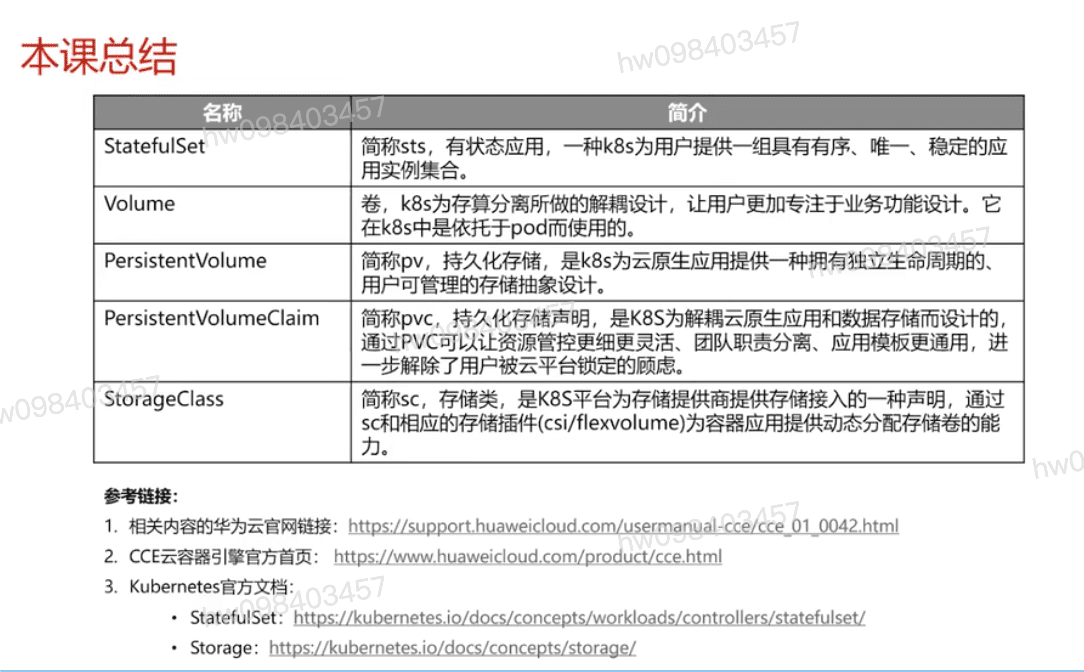 本课总结
hw098403457
名称 简介
hw098403457
StatefulSet 简称sts，有状态应用，一种k8s为用户提供一组具有有序、唯一、稳定的应
用实例集合。
Volume 卷，k8s为存算分离所做的解耦设计，让用户更加专注于业务功能设计。它
在k8s中是依托于pod而使用的。
hw098403457
PersistentVolume 简称pv，持久化存储，是k8s为云原生应用提供一种拥有独立生命周期的、
用户可管理的存储抽象设计。
PersistentVolumeClaim 简称pvc，持久化存储声明，是K8S为解耦云原生应用和数据存储而设计的，
hw098403457
通过PVC可以让资源管控更细更灵活、团队职责分离、应用模板更通用，进
一步解除了用户被云平台锁定的顾虑。
w098403457
StorageClass 简称sc，存储类，是K8S平台为存储提供商提供存储接入的一种声明，通过
sc和相应的存储插件(csi/flexvolume)为容器应用提供动态分配存储卷的能
力。
hw0
参考链接：
1. 相关内容的华为云官网链接：https://support.huaweicloud.com/usermanual-cce/cce_01_0042.html
hw098403457
2. CCE云容器引擎官方首页： https://www.huaweicloud.com/product/cce.html
3. Kubernetes官方文档：
hw098403457
• StatefulSet：https://kubernetes.io/docs/concepts/workloads/controllers/statefulset/
• Storage：https://kubernetes.io/docs/concepts/storage/